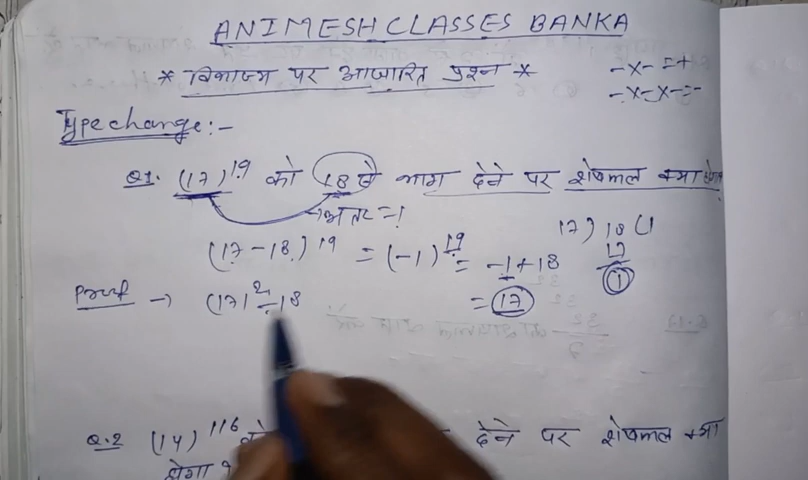 ANIMESH CLASSES BANKA
* विभाज्य पर आधारित प्रश्न *
-x- = +
-x-x- = -
Type change:-
Q1. (17)^19 को 18 से भाग देने पर शेषफल क्या होगा
→ अंतर = 1
(17-18)^19 = (-1)^19 = -1+18
= 17
17) 18 (1
17
1
Proof → (17)^2 ÷ 18
Q.2 (14)^116 को देने पर शेषफल क्या
होगा ?